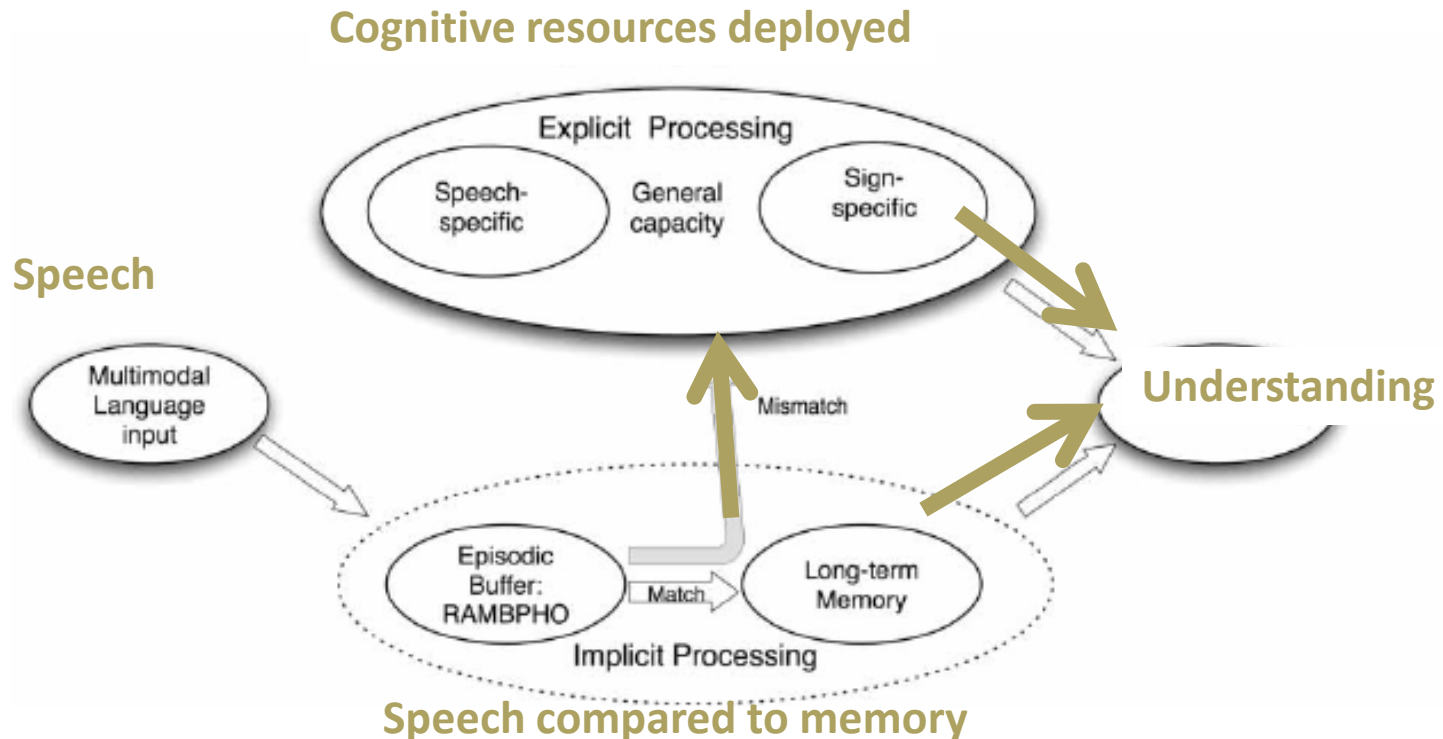 Cognitive resources deployed
Explicit Processing
Speech-
specific
General
capacity
Sign-
specific
Speech
Multimodal
Language
input
Mismatch
Understanding
Episodic
Buffer:
RAMBPHO
Match
Long-term
Memory
Implicit Processing
Speech compared to memory